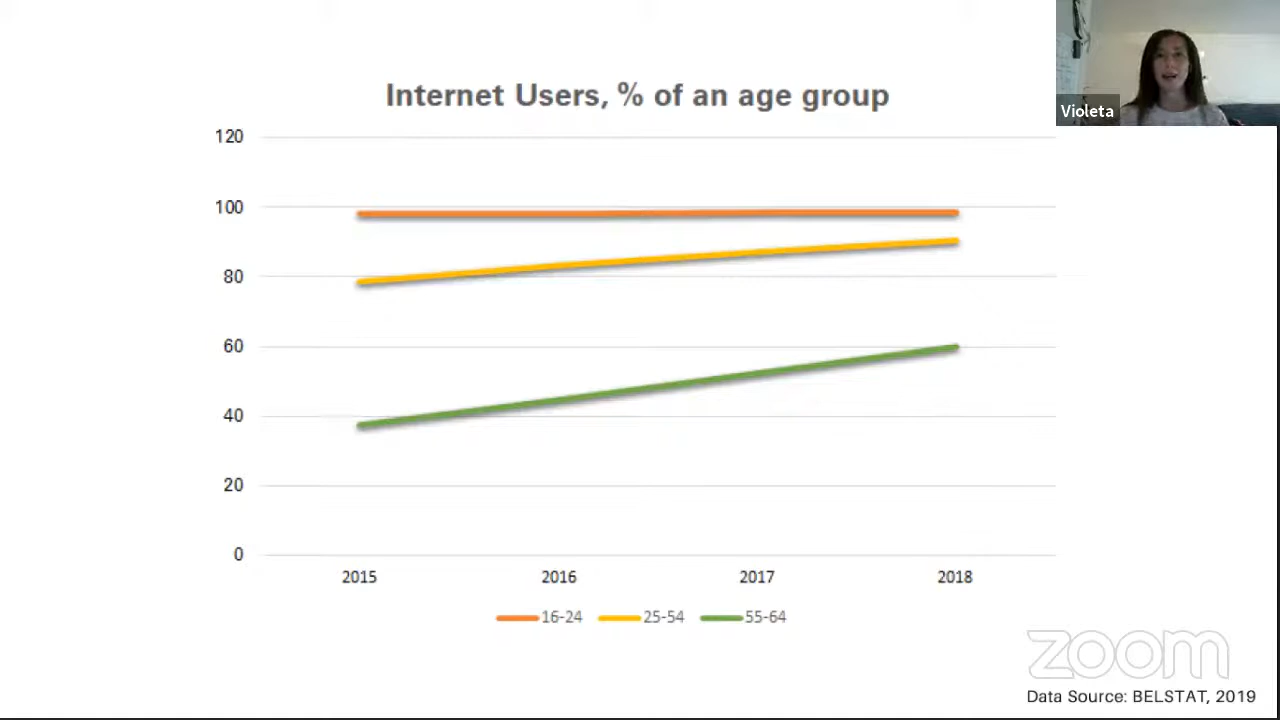 Violeta
Internet Users, % of an age group
120
100
80
60
40
20
0
2015 2016 2017 2018
16-24 25-54 55-64
zoom
Data Source: BELSTAT, 2019